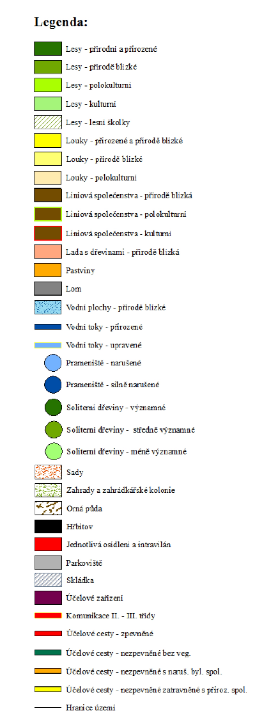 Legenda:
Lesy - přírodní a přirozené
Lesy - přírodě blízké
Lesy - polokulturní
Lesy - kulturní
Lesy - lesní školky
Louky - přirozené a přírodě blízké
Louky - přírodě blízké
Louky - polokulturní
Liniová společenstva - přírodě blízká
Liniová společenstva - polokulturní
Liniová společenstva - kulturní
Lada s dřevinami - přírodě blízká
Pastviny
Lom
Vodní plochy - přírodě blízké
Vodní toky - přirozené
Vodní toky - upravené
Prameniště - narušené
Prameniště - silně narušené
Soliterní dřeviny - významné
Soliterní dřeviny - středně významné
Soliterní dřeviny - méně významné
Sady
Zahrady a zahrádkářské kolonie
Orná půda
Hřbitov
Jednotlivá osídlení a intravilán
Parkoviště
Skládka
Účelové zařízení
Komunikace II. - III. třídy
Účelové cesty - zpevněné
Účelové cesty - nezpevněné bez veg.
Účelové cesty - nezpevněné s naruš. byl. spol.
Účelové cesty - nezpevněné zatravněné s příroz. spol.
Hranice území